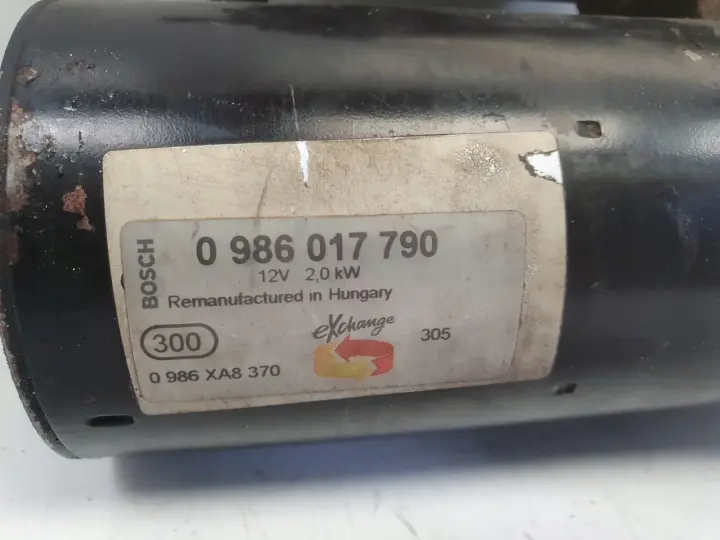 BOSCH
0 986 017 790
12V 2,0 kW
Remanufactured in Hungary
300
eXchange
305
0 986 XA8 370